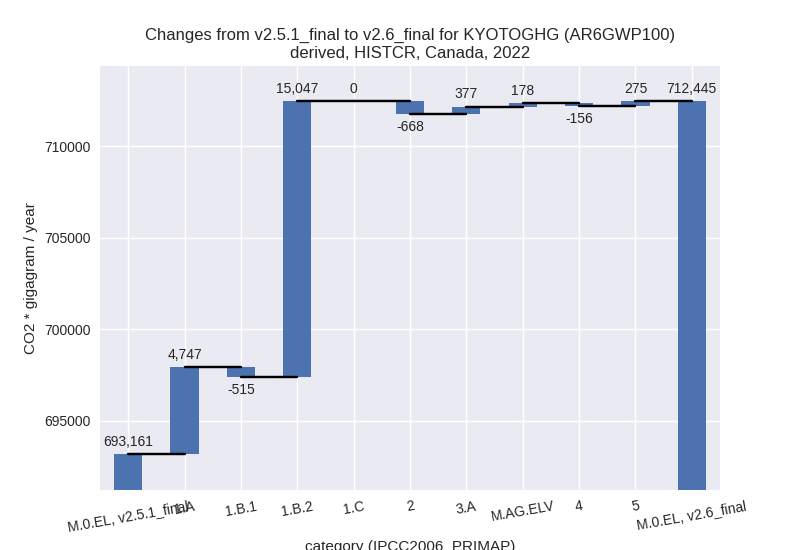 Changes from v2.5.1_final to v2.6_final for KYOTOGHG (AR6GWP100)
derived, HISTCR, Canada, 2022
CO2 * gigagram / year
710000
705000
700000
695000
693,161
4,747
-515
15,047
0
-668
377
178
-156
275
712,445
M.0.EL, v2.5.1_final
1.A
1.B.1
1.B.2
1.C
2
3.A
M.AG.ELV
4
5
M.0.EL, v2.6_final
category (IPCC2006_PRIMAP)